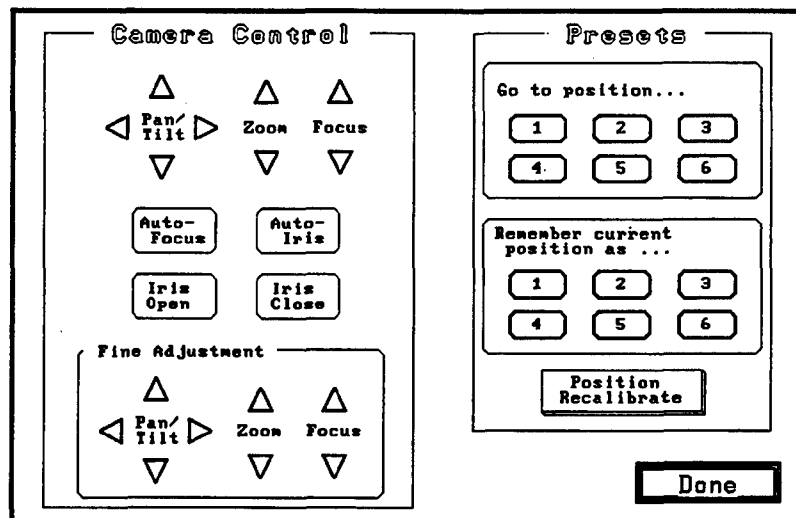 Camera Control
Pan/
Tilt
Zoom
Focus
Auto-
Focus
Auto-
Iris
Iris
Open
Iris
Close
Fine Adjustment
Pan/
Tilt
Zoom
Focus
Presets
Go to position...
1 2 3
4 5 6
Remember current
position as ...
1 2 3
4 5 6
Position
Recalibrate
Done